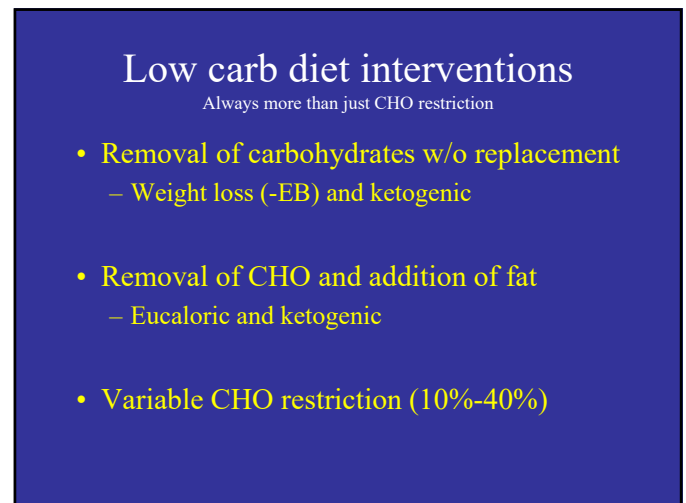 Low carb diet interventions
Always more than just CHO restriction
• Removal of carbohydrates w/o replacement
– Weight loss (-EB) and ketogenic
• Removal of CHO and addition of fat
– Eucaloric and ketogenic
• Variable CHO restriction (10%-40%)